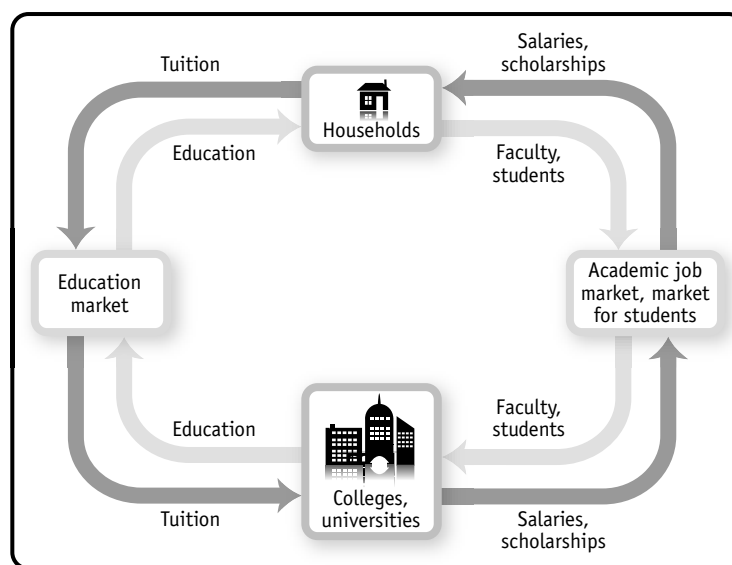 Tuition
Salaries,
scholarships
Households
Education
Faculty,
students
Education
market
Academic job
market, market
for students
Education
Faculty,
students
Colleges,
universities
Tuition
Salaries,
scholarships